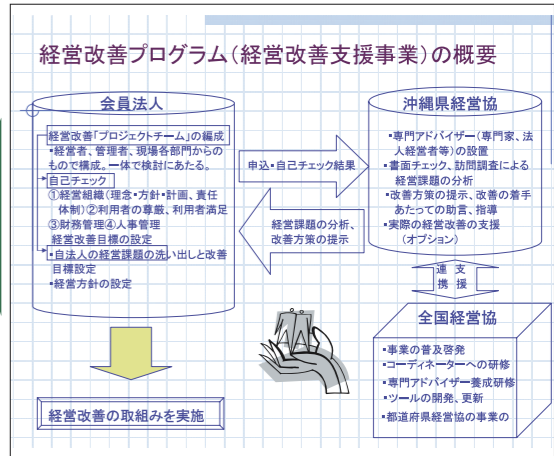 経営改善プログラム（経営改善支援事業）の概要
会員法人
経営改善「プロジェクトチーム」の編成
・経営者、管理者、現場各部門からの
もので構成。一体で検討にあたる。
自己チェック
①経営組織（理念・方針・計画、責任
体制）②利用者の尊厳、利用者満足
③財務管理④人事管理
経営改善目標の設定
・自法人の経営課題の洗い出しと改善
目標設定
・経営方針の設定
経営改善の取組みを実施
申込・自己チェック結果
経営課題の分析、
改善方策の提示
沖縄県経営協
・専門アドバイザー（専門家、法
人経営者等）の設置
・書面チェック、訪問調査による
経営課題の分析
・改善方策の提示、改善の着手
あたっての助言、指導
・実際の経営改善の支援
（オプション）
連 支
携 援
全国経営協
・事業の普及啓発
・コーディネーターへの研修
・専門アドバイザー養成研修
・ツールの開発、更新
・都道府県経営協の事業の